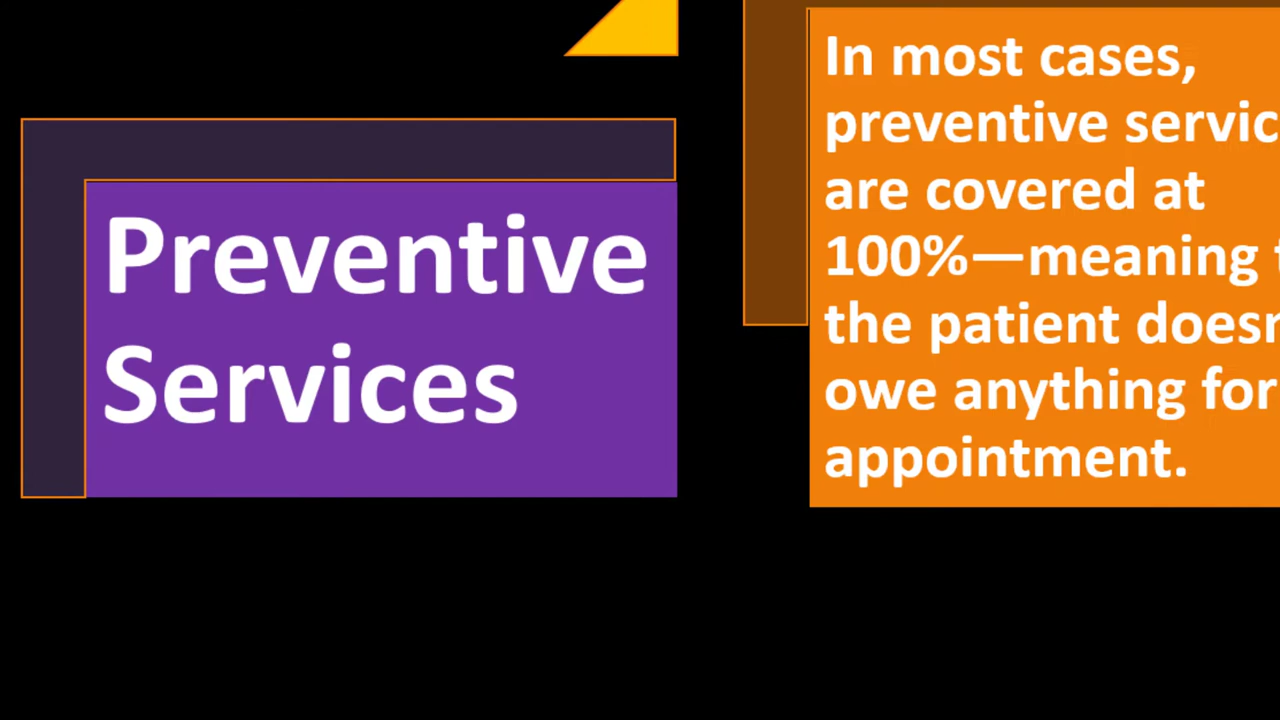 Preventive
Services
In most cases,
preventive servic
are covered at
100%—meaning
the patient doesn
owe anything for
appointment.